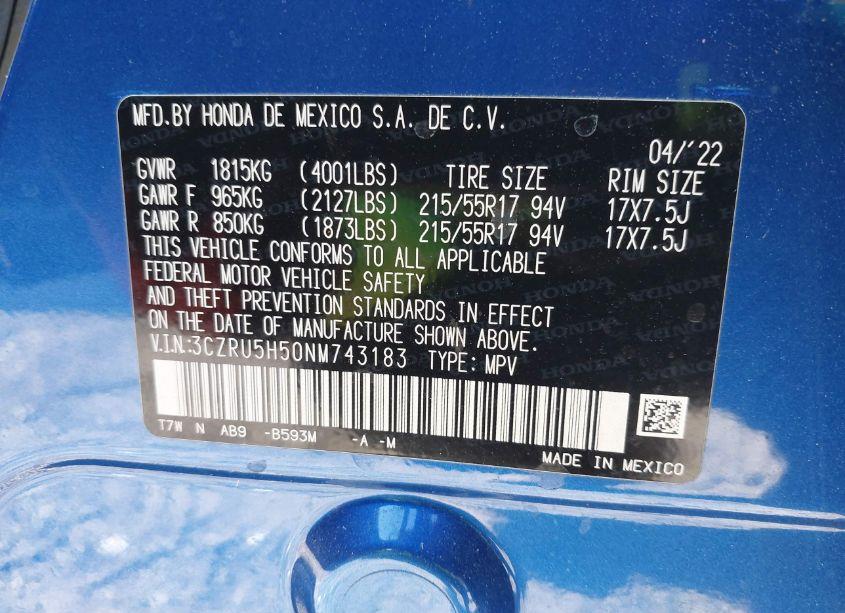 MFD.BY HONDA DE MEXICO S.A. DE C.V.
04/'22
GVWR 1815KG (4001LBS) TIRE SIZE RIM SIZE
GAWR F 965KG (2127LBS) 215/55R17 94V 17X7.5J
GAWR R 850KG (1873LBS) 215/55R17 94V 17X7.5J
THIS VEHICLE CONFORMS TO ALL APPLICABLE
FEDERAL MOTOR VEHICLE SAFETY
AND THEFT PREVENTION STANDARDS IN EFFECT
ON THE DATE OF MANUFACTURE SHOWN ABOVE.
V.I.N:3CZRU5H50NM743183 TYPE: MPV
T7W N AB9 -B593M -A -M
MADE IN MEXICO